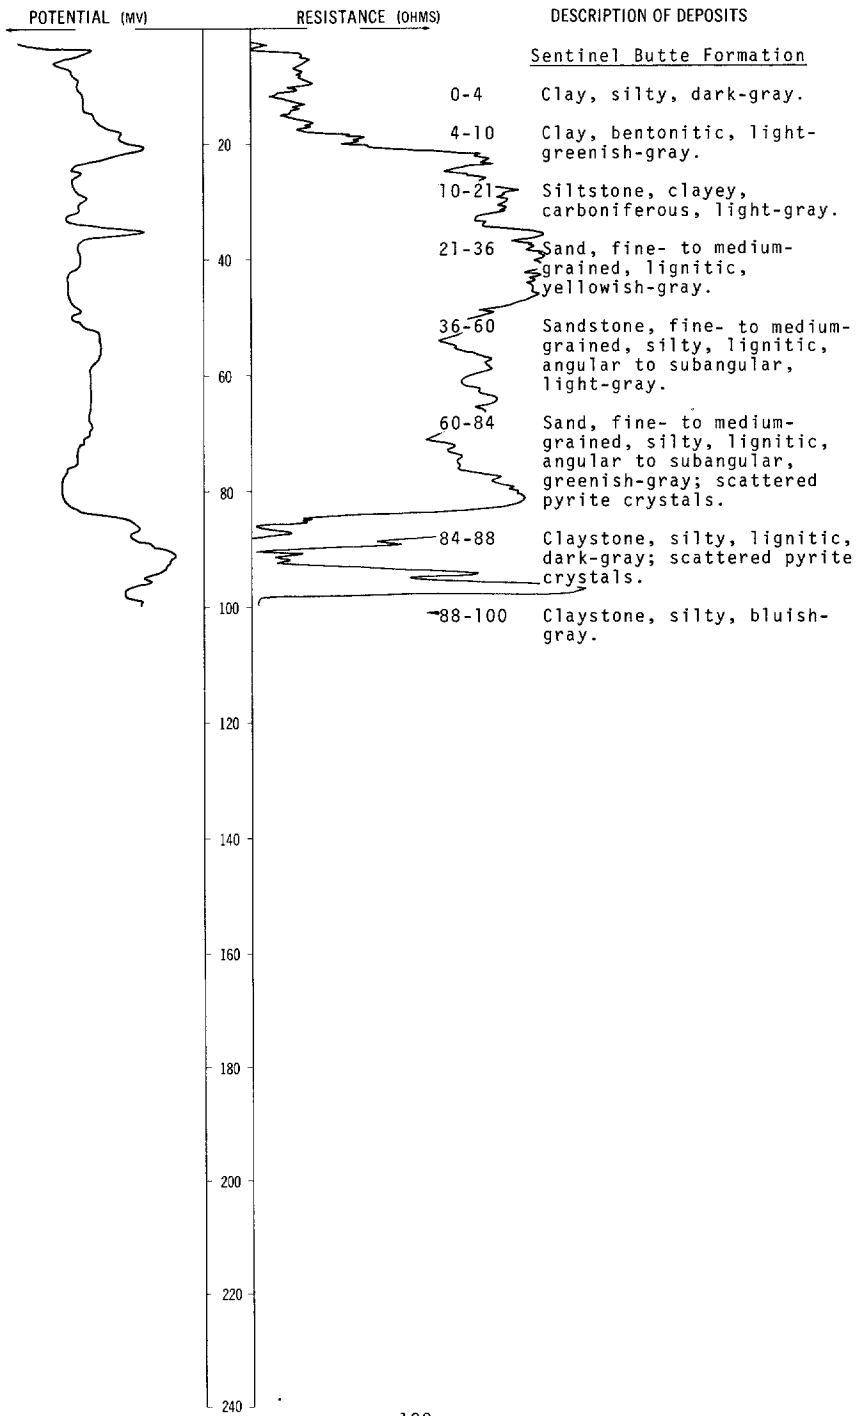 POTENTIAL (MV) RESISTANCE (OHMS) DESCRIPTION OF DEPOSITS
Sentinel Butte Formation
0-4 Clay, silty, dark-gray.
4-10 Clay, bentonitic, light-
greenish-gray.
10-21 Siltstone, clayey,
carboniferous, light-gray.
21-36 Sand, fine- to medium-
grained, lignitic,
yellowish-gray.
36-60 Sandstone, fine- to medium-
grained, silty, lignitic,
angular to subangular,
light-gray.
60-84 Sand, fine- to medium-
grained, silty, lignitic,
angular to subangular,
greenish-gray; scattered
pyrite crystals.
84-88 Claystone, silty, lignitic,
dark-gray; scattered pyrite
crystals.
88-100 Claystone, silty, bluish-
gray.
20
40
60
80
100
120
140
160
180
200
220
240